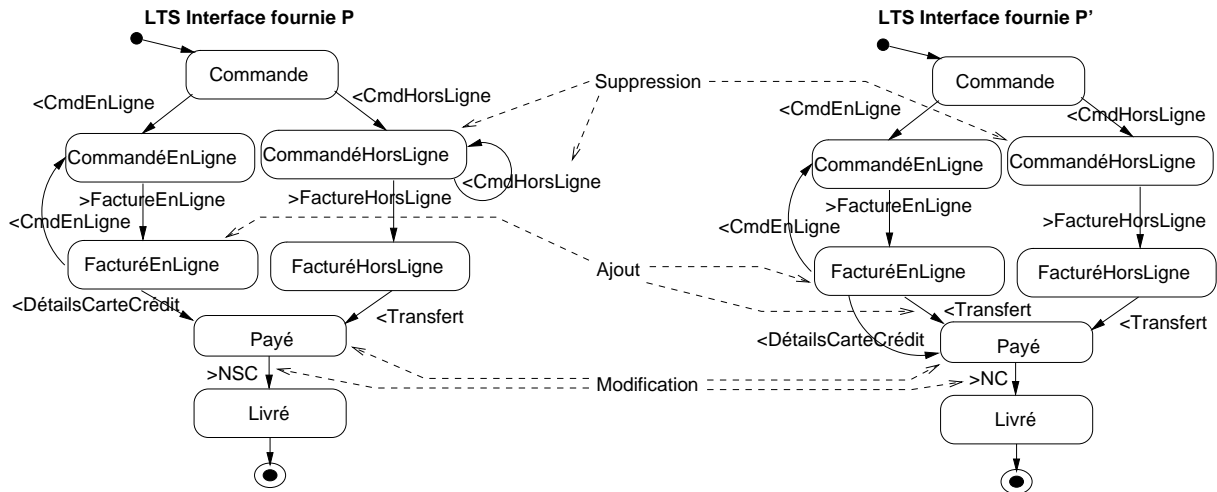 LTS Interface fournie P
Commande
<CmdEnLigne
<CmdHorsLigne
CommandéEnLigne
CommandéHorsLigne
<CmdHorsLigne
>FactureEnLigne
>FactureHorsLigne
<CmdEnLigne
FacturéEnLigne
FacturéHorsLigne
<DétailsCarteCrédit
<Transfert
Payé
>NSC
Livré
Suppression
Ajout
Modification
LTS Interface fournie P'
Commande
<CmdEnLigne
<CmdHorsLigne
CommandéEnLigne
CommandéHorsLigne
>FactureEnLigne
<CmdEnLigne
>FactureHorsLigne
FacturéEnLigne
FacturéHorsLigne
<Transfert
<Transfert
<DétailsCarteCrédit
Payé
>NC
Livré